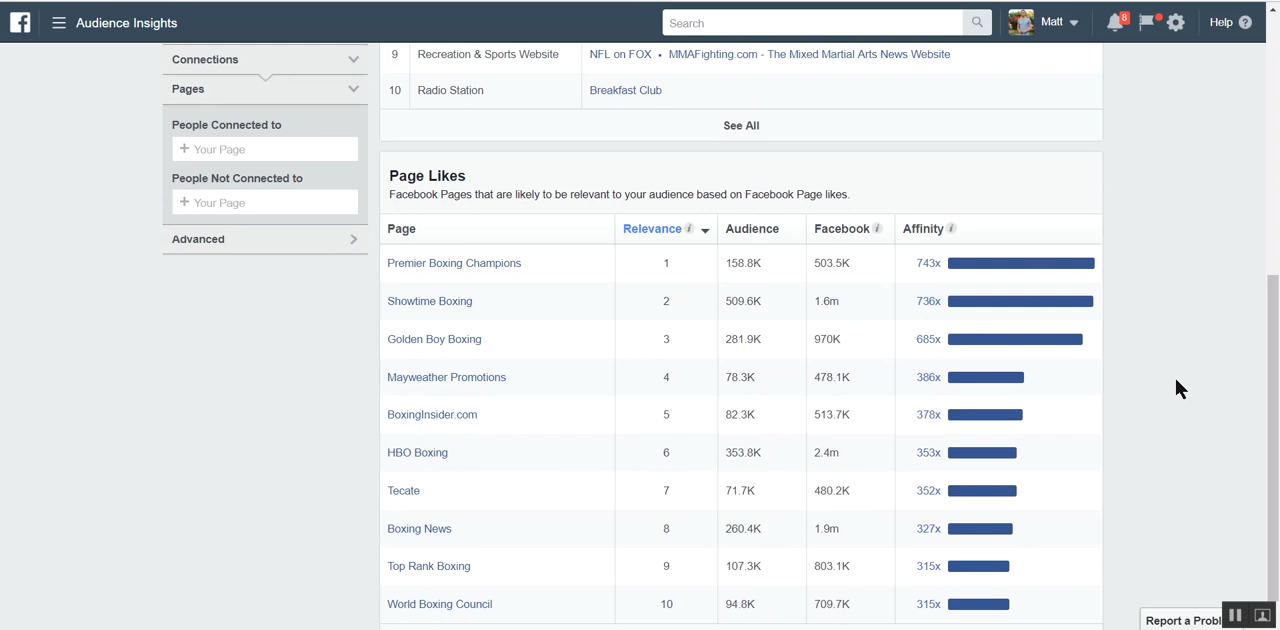 Audience Insights
Search
Matt
8
Help ?
Connections
Pages
People Connected to
+ Your Page
People Not Connected to
+ Your Page
Advanced
9 Recreation & Sports Website NFL on FOX • MMAFighting.com - The Mixed Martial Arts News Website
10 Radio Station Breakfast Club
See All
Page Likes
Facebook Pages that are likely to be relevant to your audience based on Facebook Page likes.
Page Relevance i Audience Facebook i Affinity i
Premier Boxing Champions 1 158.8K 503.5K 743x
Showtime Boxing 2 509.6K 1.6m 736x
Golden Boy Boxing 3 281.9K 970K 685x
Mayweather Promotions 4 78.3K 478.1K 386x
BoxingInsider.com 5 82.3K 513.7K 378x
HBO Boxing 6 353.8K 2.4m 353x
Tecate 7 71.7K 480.2K 352x
Boxing News 8 260.4K 1.9m 327x
Top Rank Boxing 9 107.3K 803.1K 315x
World Boxing Council 10 94.8K 709.7K 315x
Report a Probl